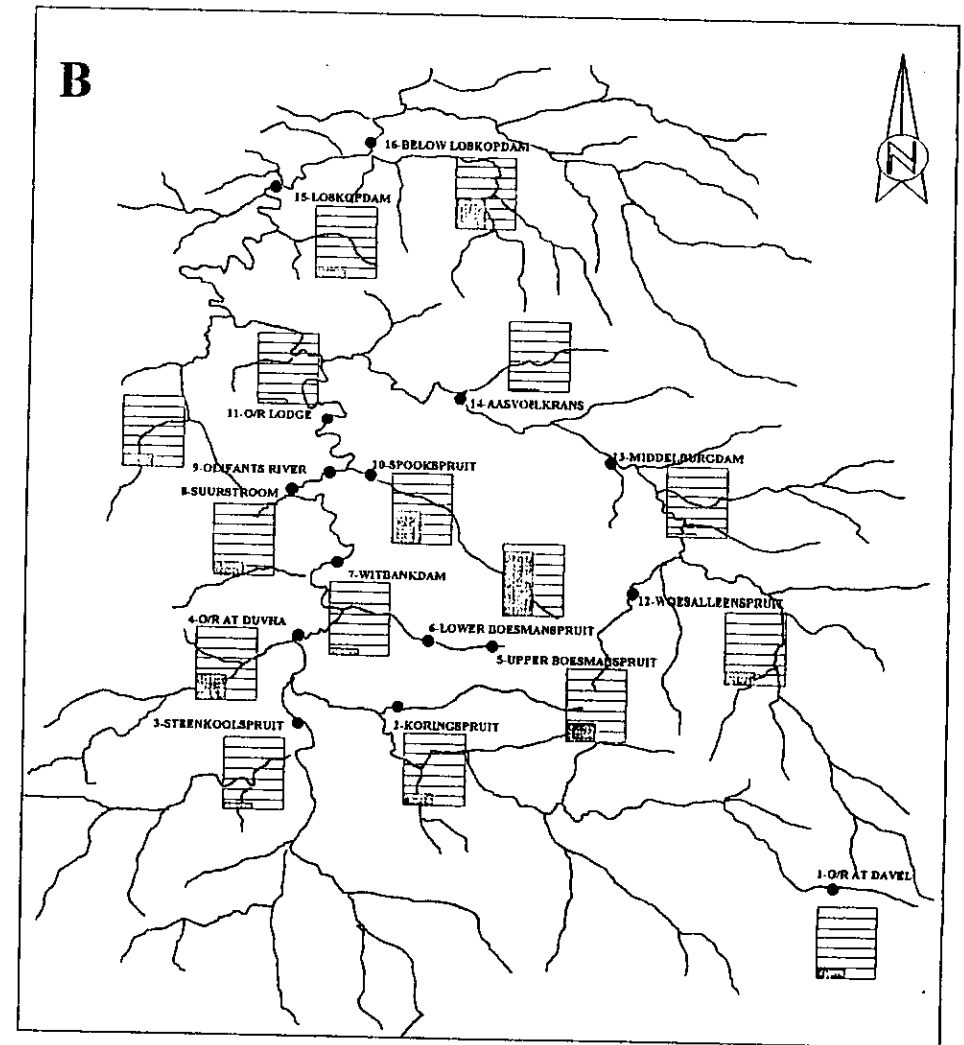 B
N
16-BELOW LOSKOPDAM
15-LOSKOPDAM
11-O/R LODGE
14-AASVOELKRANS
9-OLIFANTS RIVER
10-SPOOKSPRUIT
13-MIDDELBURGDAM
8-SUURSTROOM
7-WITBANKDAM
12-WOESALLEENSPRUIT
4-O/R AT DUVHA
6-LOWER BOESMANSPRUIT
5-UPPER BOESMANSPRUIT
3-STEENKOOLSPRUIT
2-KORINGSPRUIT
1-O/R AT DAVEL